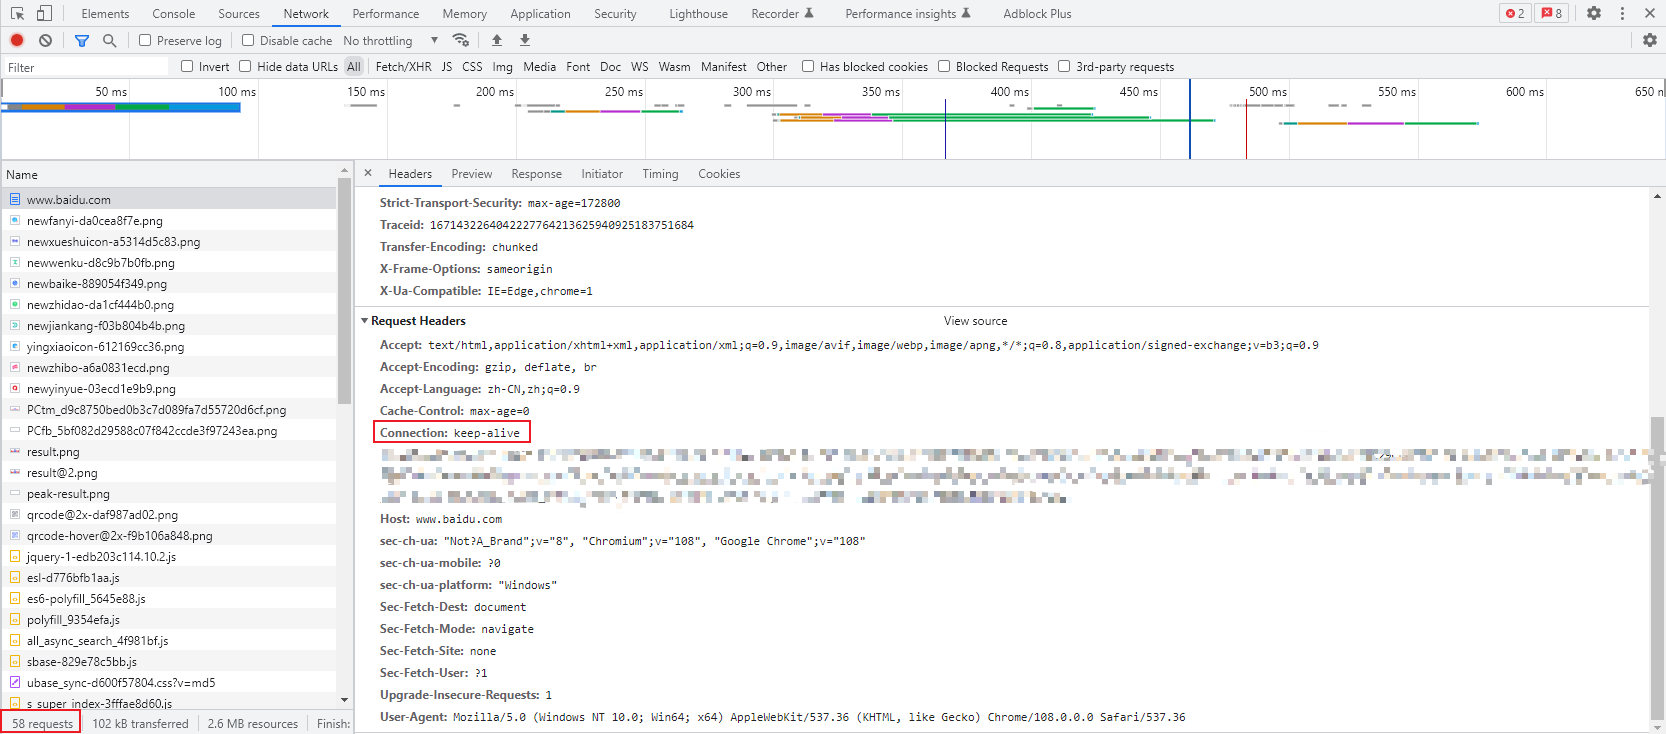 Elements Console Sources Network Performance Memory Application Security Lighthouse Recorder Performance insights Adblock Plus 2 8
Preserve log Disable cache No throttling
Filter Invert Hide data URLs All Fetch/XHR JS CSS Img Media Font Doc WS Wasm Manifest Other Has blocked cookies Blocked Requests 3rd-party requests
50 ms 100 ms 150 ms 200 ms 250 ms 300 ms 350 ms 400 ms 450 ms 500 ms 550 ms 600 ms 650 n
Name
www.baidu.com
newfanyi-da0cea8f7e.png
newxueshuicon-a5314d5c83.png
newwenku-d8c9b7b0fb.png
newbaike-889054f349.png
newzhidao-da1cf444b0.png
newjiankang-f03b804b4b.png
yingxiaoicon-612169cc36.png
newzhibo-a6a0831ecd.png
newyinyue-03ecd1e9b9.png
PCtm_d9c8750bed0b3c7d089fa7d55720d6cf.png
PCfb_5bf082d29588c07f842ccde3f97243ea.png
result.png
result@2.png
peak-result.png
qrcode@2x-daf987ad02.png
qrcode-hover@2x-f9b106a848.png
jquery-1-edb203c114.10.2.js
esl-d776bfb1aa.js
es6-polyfill_5645e88.js
polyfill_9354efa.js
all_async_search_4f981bf.js
sbase-829e78c5bb.js
ubase_sync-d600f57804.css?v=md5
s_super_index-3fffae8d60.js
58 requests 102 kB transferred 2.6 MB resources Finish:
Headers Preview Response Initiator Timing Cookies
Strict-Transport-Security: max-age=172800
Traceid: 1671432264042227764213625940925183751684
Transfer-Encoding: chunked
X-Frame-Options: sameorigin
X-Ua-Compatible: IE=Edge,chrome=1
Request Headers View source
Accept: text/html,application/xhtml+xml,application/xml;q=0.9,image/avif,image/webp,image/apng,*/*;q=0.8,application/signed-exchange;v=b3;q=0.9
Accept-Encoding: gzip, deflate, br
Accept-Language: zh-CN,zh;q=0.9
Cache-Control: max-age=0
Connection: keep-alive
Host: www.baidu.com
sec-ch-ua: "Not?A_Brand";v="8", "Chromium";v="108", "Google Chrome";v="108"
sec-ch-ua-mobile: ?0
sec-ch-ua-platform: "Windows"
Sec-Fetch-Dest: document
Sec-Fetch-Mode: navigate
Sec-Fetch-Site: none
Sec-Fetch-User: ?1
Upgrade-Insecure-Requests: 1
User-Agent: Mozilla/5.0 (Windows NT 10.0; Win64; x64) AppleWebKit/537.36 (KHTML, like Gecko) Chrome/108.0.0.0 Safari/537.36